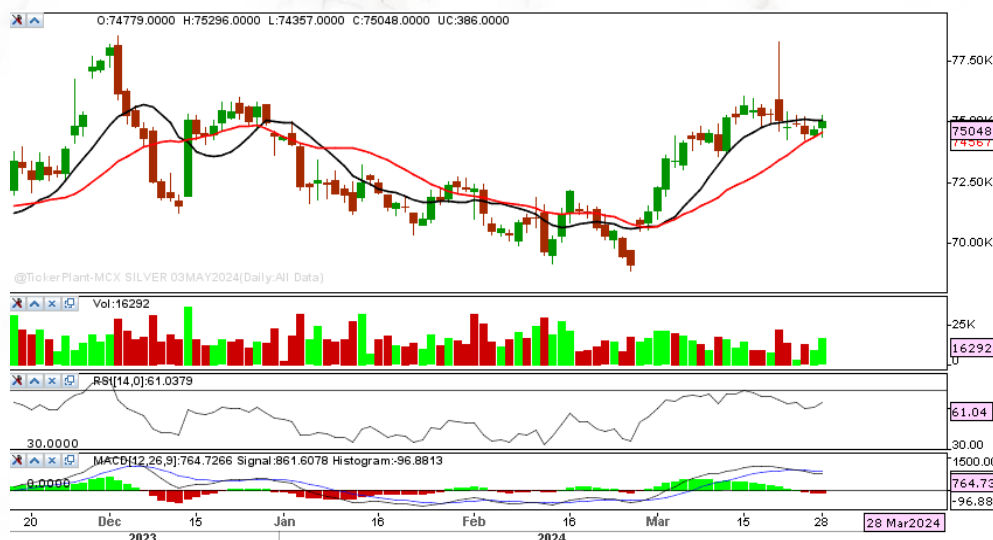 O:74779.0000 H:75296.0000 L:74357.0000 C:75048.0000 UC:386.0000
77.50K
75048
74567
72.50K
70.00K
@TickerPlant-MCX SILVER 03MAY2024(Daily:All Data)
Vol:16292
25K
16292
0
RSI[14,0]:61.0379
61.04
30.0000
30.00
MACD[12,26,9]:764.7266 Signal:861.6078 Histogram:-96.8813
1500.00
0.0000
764.73
-96.88
20 Dec 15 Jan 16 Feb 16 Mar 15 28
28 Mar2024
2023 2024